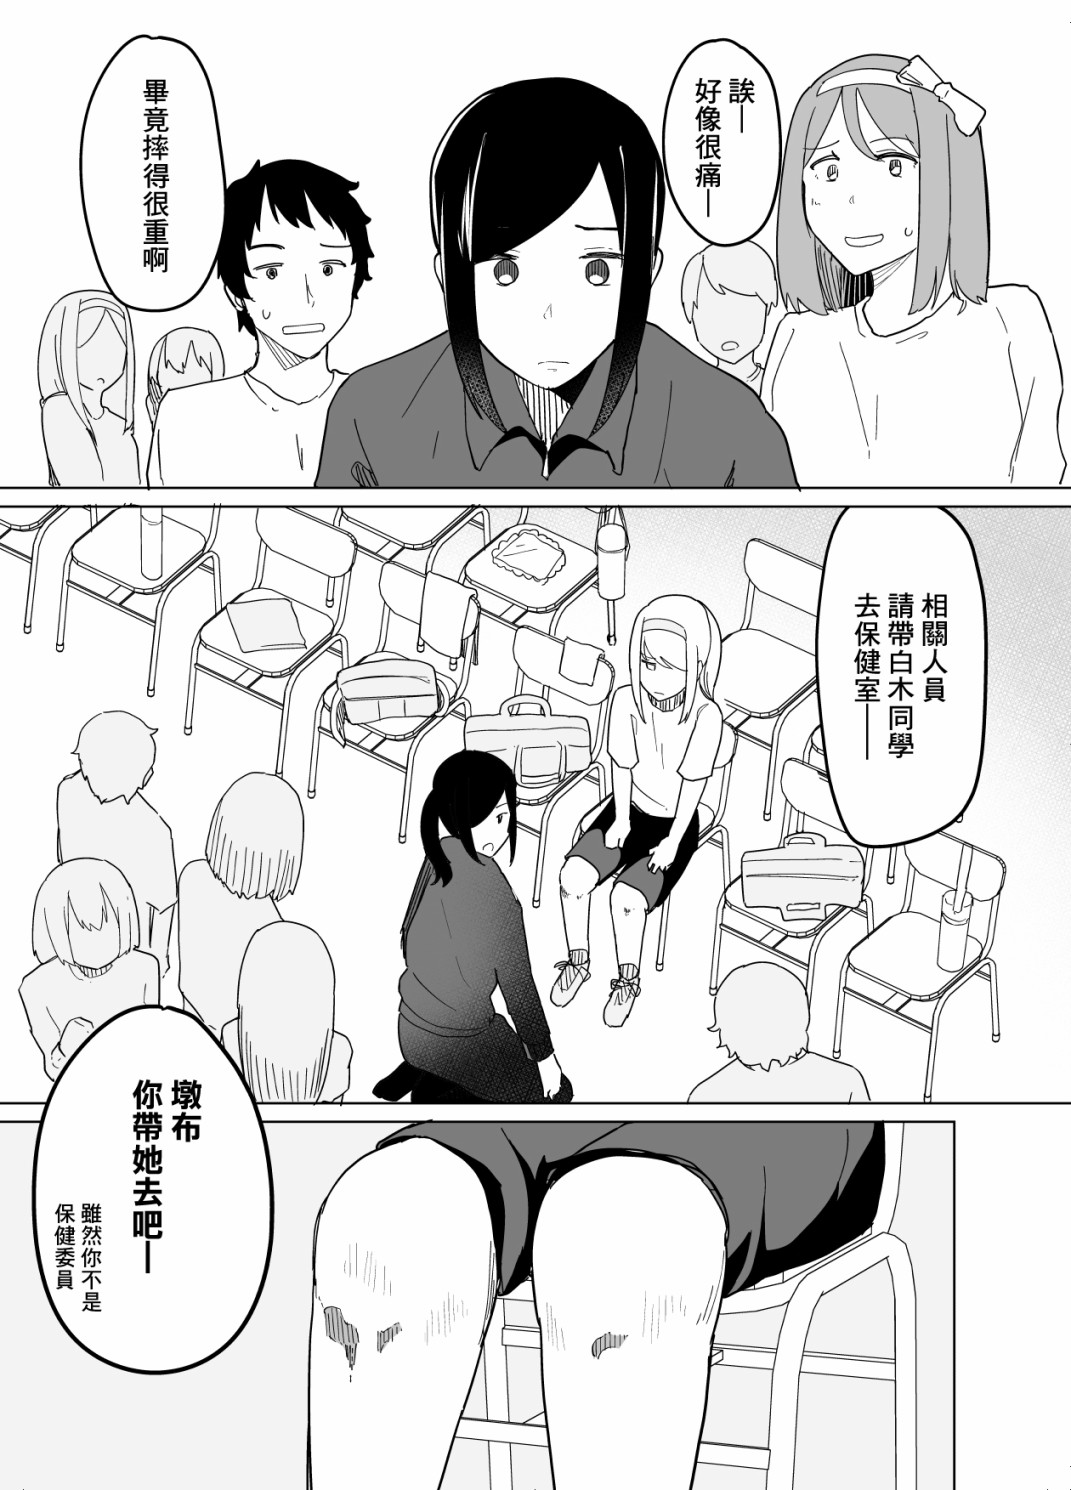 誒—
好像很痛—
畢竟摔得很重啊
相關人員
請帶白木同學
去保健室——
墩布
你帶她去吧—
雖然你不是
保健委員